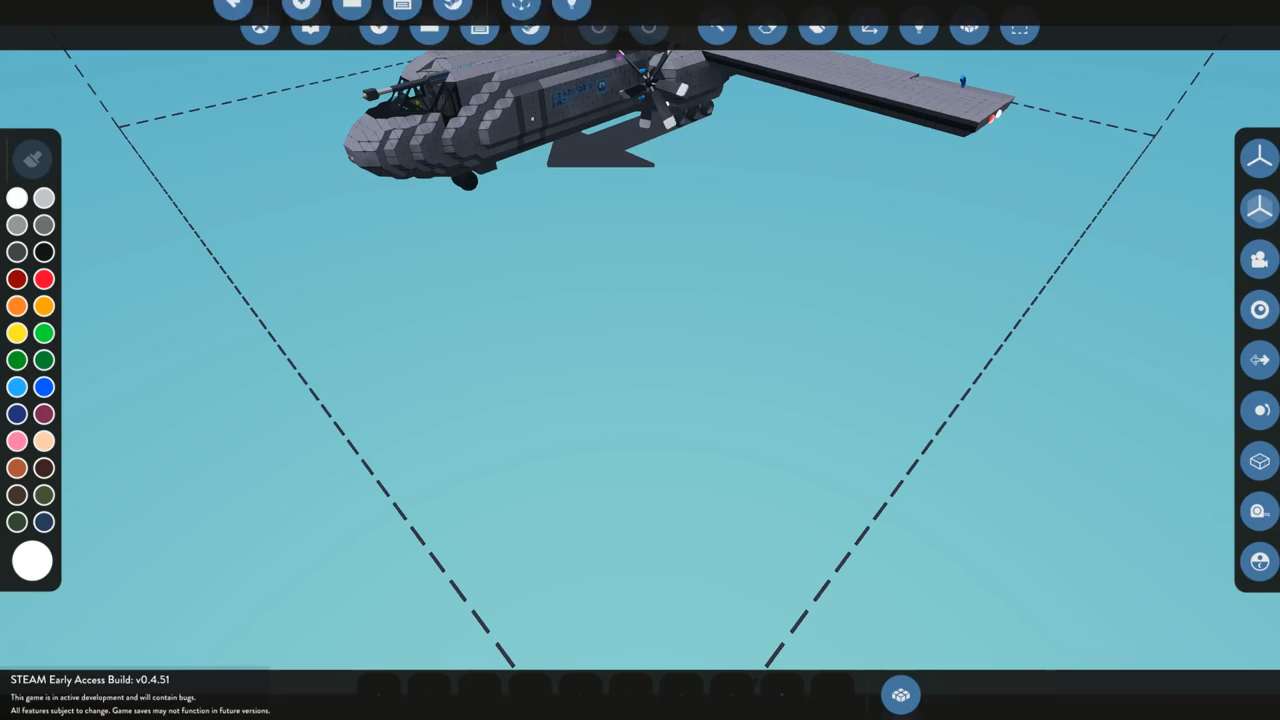 STEAM Early Access Build: v0.4.51
This game is in active development and will contain bugs.
All features subject to change. Game saves may not function in future versions.